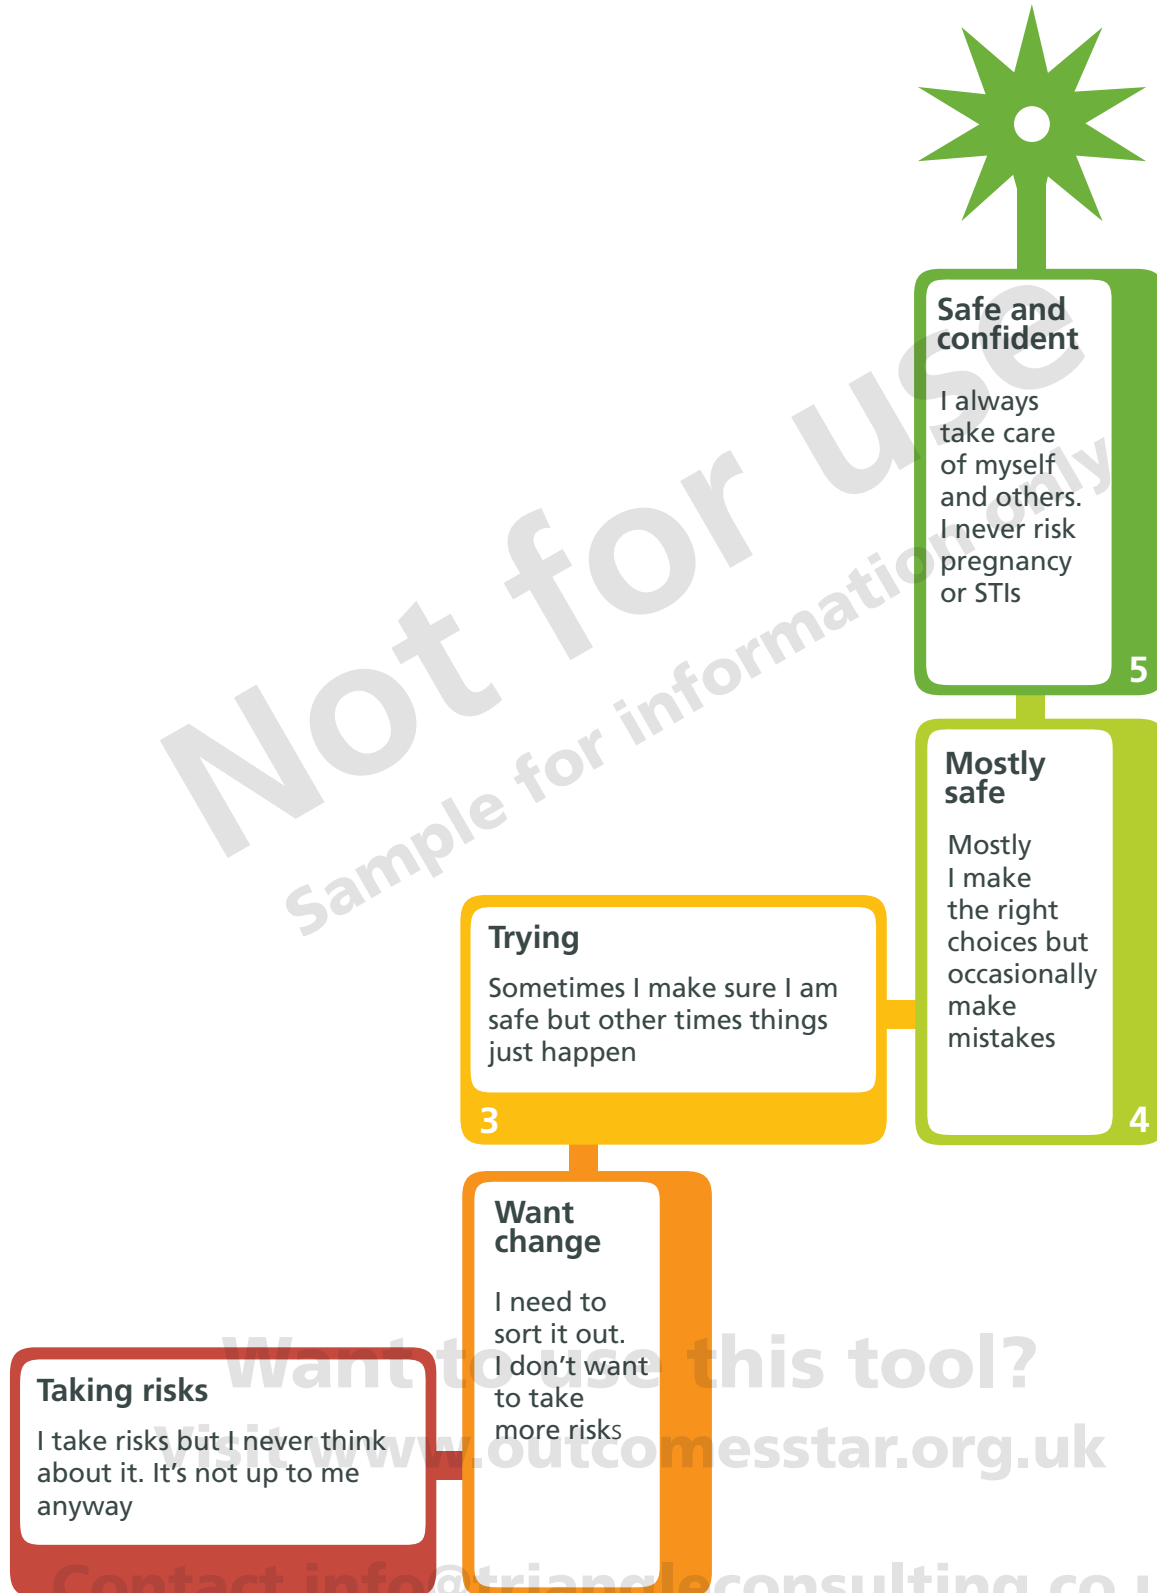 Safe and
confident
I always
take care
of myself
and others.
I never risk
pregnancy
or STIs
5
Mostly
safe
Mostly
I make
the right
choices but
occasionally
make
mistakes
4
Trying
Sometimes I make sure I am
safe but other times things
just happen
3
Want
change
I need to
sort it out.
I don't want
to take
more risks
Taking risks
I take risks but I never think
about it. It's not up to me
anyway
Not for use
Sample for information only
Want to use this tool?
Visit www.outcomesstar.org.uk
Contact info@triangleconsulting.co.u